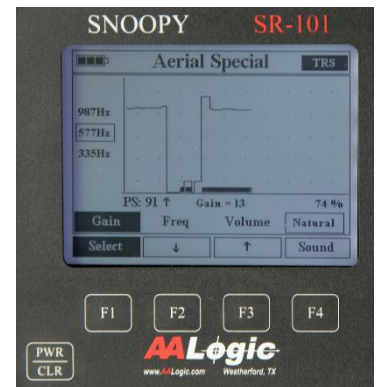 SNOOPY SR-101
Aerial Special TRS
987Hz
577Hz
335Hz
PS: 91 ↑ Gain = 13 74 %
Gain Freq Volume Natural
Select ↓ ↑ Sound
F1 F2 F3 F4
PWR
CLR
AALogic
www.AALogic.com Weatherford, TX